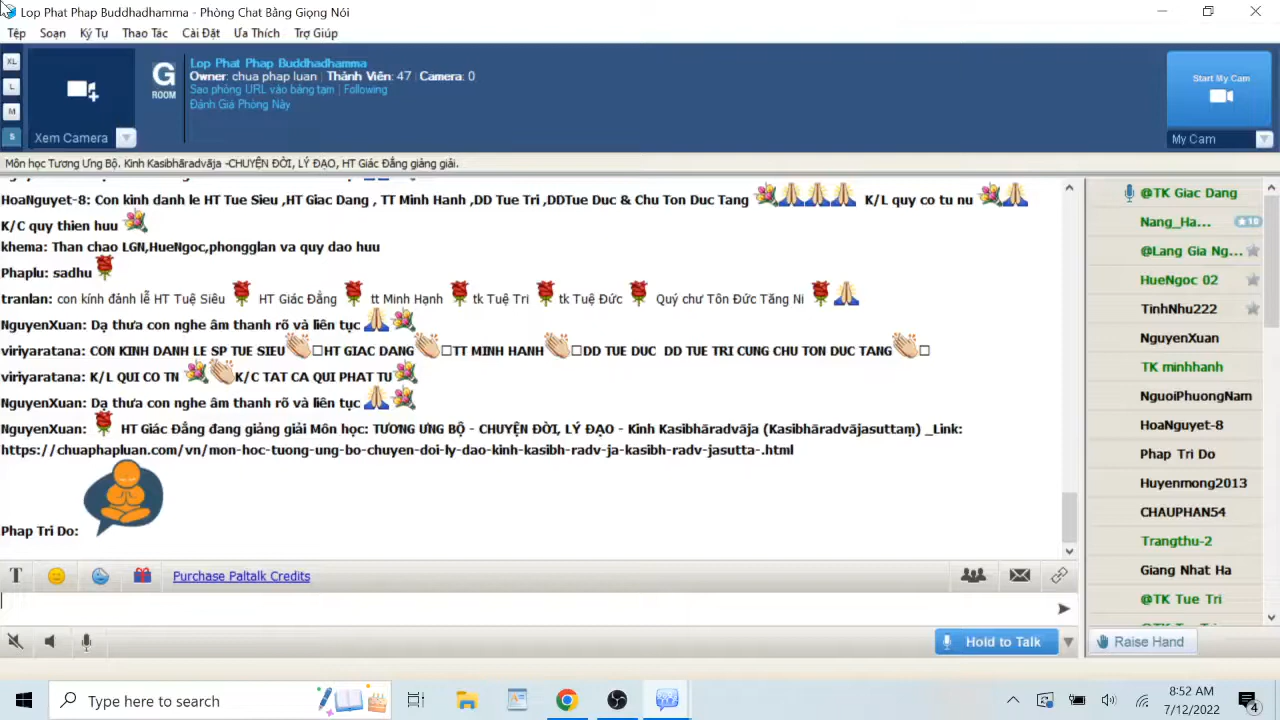 Lop Phat Phap Buddhadhamma - Phòng Chat Bằng Giọng Nói
Tệp Soạn Ký Tự Thao Tác Cài Đặt Ưa Thích Trợ Giúp
XL
L
M
S
Xem Camera
G
ROOM
Lop Phat Phap Buddhadhamma
Owner: chua phap luan | Thành Viên: 47 | Camera: 0
Sao phòng URL vào bảng tạm | Following
Đánh Giá Phòng Này
Start My Cam
My Cam
Môn học Tương Ưng Bộ. Kinh Kasibhāradvāja -CHUYỆN ĐỜI, LÝ ĐẠO, HT Giác Đẳng giảng giải.
HoaNguyet-8: Con kinh danh le HT Tue Sieu ,HT Giac Dang , TT Minh Hanh ,DD Tue Tri ,DDTue Duc & Chu Ton Duc Tang K/L quy co tu nu
K/C quy thien huu
khema: Than chao LGN,HueNgoc,phongglan va quy dao huu
Phaplu: sadhu
tranlan: con kính đảnh lễ HT Tuệ Siêu HT Giác Đẳng tt Minh Hạnh tk Tuệ Tri tk Tuệ Đức Quý chư Tôn Đức Tăng Ni
NguyenXuan: Dạ thưa con nghe âm thanh rõ và liên tục
viriyaratana: CON KINH DANH LE SP TUE SIEU HT GIAC DANG TT MINH HANH DD TUE DUC DD TUE TRI CUNG CHU TON DUC TANG
viriyaratana: K/L QUI CO TN K/C TAT CA QUI PHAT TU
NguyenXuan: Dạ thưa con nghe âm thanh rõ và liên tục
NguyenXuan: HT Giác Đẳng đang giảng giải Môn học: TƯƠNG ƯNG BỘ - CHUYỆN ĐỜI, LÝ ĐẠO - Kinh Kasibhāradvāja (Kasibhāradvājasuttaṃ) _Link:
https://chuaphapluan.com/vn/mon-hoc-tuong-ung-bo-chuyen-doi-ly-dao-kinh-kasibh-radv-ja-kasibh-radv-jasutta-.html
Phap Tri Do:
@TK Giac Dang
Nang_Ha... ★10
@Lang Gia Ng...
HueNgoc 02
TinhNhu222
NguyenXuan
TK minhhanh
NguoiPhuongNam
HoaNguyet-8
Phap Tri Do
Huyenmong2013
CHAUPHAN54
Trangthu-2
Giang Nhat Ha
@TK Tue Tri
T
Purchase Paltalk Credits
Hold to Talk
Raise Hand
Type here to search
8:52 AM
7/12/2022
4